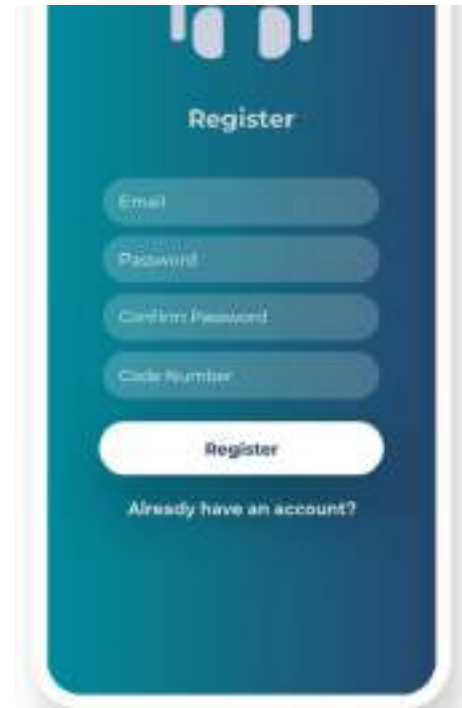 Register
Email
Password
Confirm Password
Code Number
Register
Already have an account?